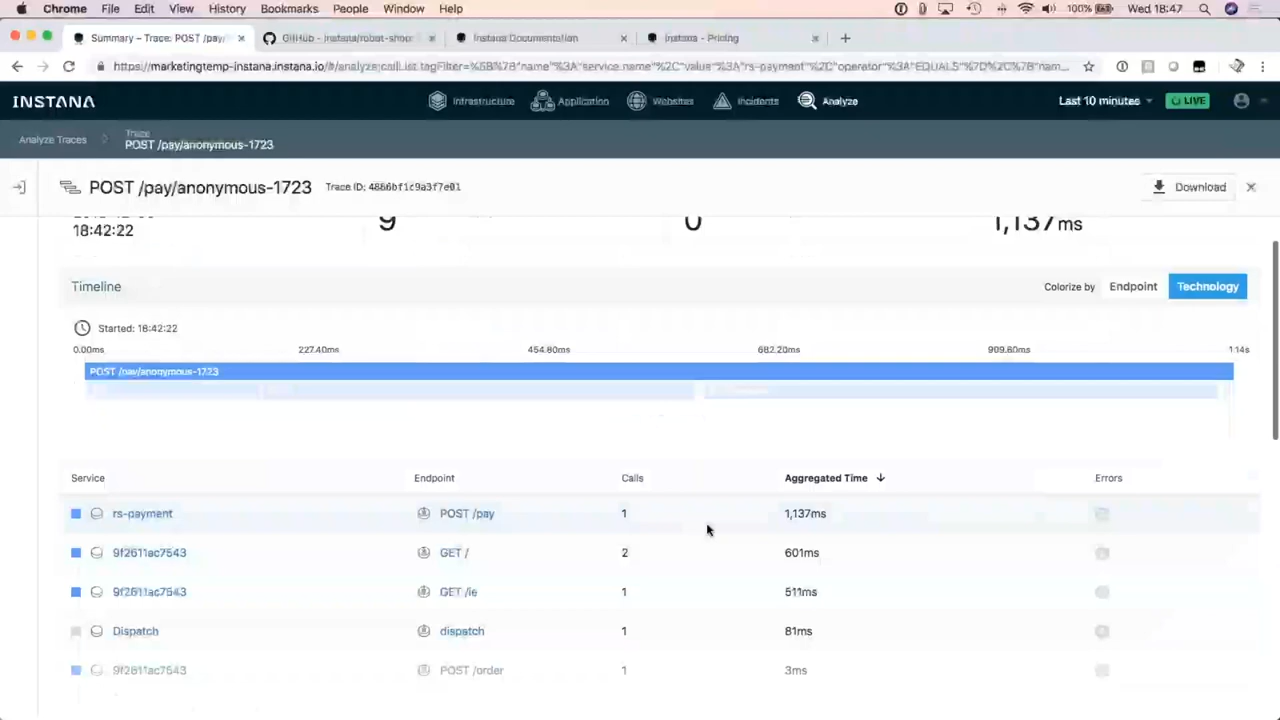 Chrome File Edit View History Bookmarks People Window Help 100% Wed 18:47
Summary – Trace: POST /pay/ GitHub - instana/robot-shop: Instana Documentation Instana - Pricing
https://marketingtemp-instana.instana.io/#/analyze;callList.tagFilter=%5B%7B"name"%3A"service.name"%2C"value"%3A"rs-payment"%2C"operator"%3A"EQUALS"%7D%2C%7B"nam...
INSTANA Infrastructure Application Websites Incidents Analyze Last 10 minutes LIVE
Analyze Traces Trace
POST /pay/anonymous-1723
POST /pay/anonymous-1723 Trace ID: Download
18:42:22 9 0 1,137ms
Timeline Colorize by Endpoint Technology
Started: 18:42:22
0.00ms 227.40ms 454.80ms 682.20ms 909.60ms 1.14s
POST /pay/anonymous-1723
Service Endpoint Calls Aggregated Time Errors
rs-payment POST /pay 1 1,137ms
9f2611ac7543 GET / 2 601ms
9f2611ac7543 GET /ie 1 511ms
Dispatch dispatch 1 81ms
9f2611ac7543 POST /order 1 3ms